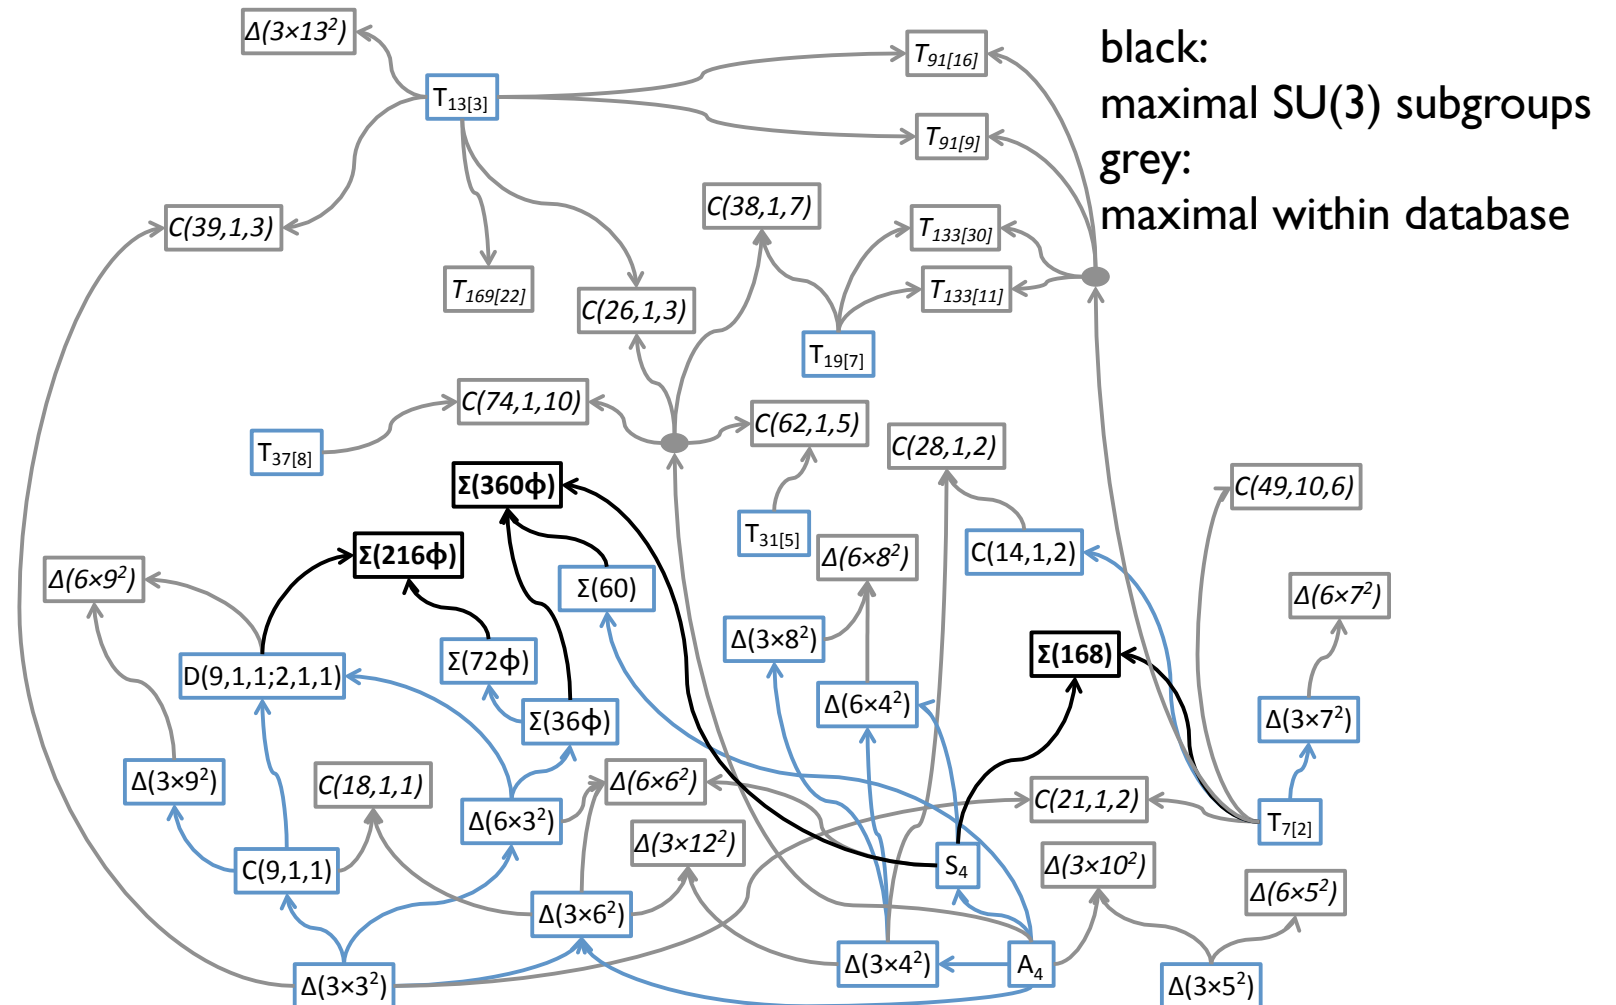 Δ(3×13²)
T₁₃[₃]
T₉₁[₁₆]
T₉₁[₉]
black:
maximal SU(3) subgroups
grey:
maximal within database
C(39,1,3)
C(38,1,7)
T₁₃₃[₃₀]
T₁₆₉[₂₂]
C(26,1,3)
T₁₃₃[₁₁]
T₁₉[₇]
C(74,1,10)
C(62,1,5)
T₃₇[₈]
C(28,1,2)
Σ(360ϕ)
C(49,10,6)
T₃₁[₅]
C(14,1,2)
Σ(216ϕ)
Δ(6×8²)
Δ(6×9²)
Σ(60)
Δ(6×7²)
Δ(3×8²)
Σ(72ϕ)
Σ(168)
D(9,1,1;2,1,1)
Δ(6×4²)
Σ(36ϕ)
Δ(3×7²)
Δ(3×9²)
C(18,1,1)
Δ(6×6²)
C(21,1,2)
Δ(6×3²)
T₇[₂]
Δ(3×12²)
C(9,1,1)
S₄
Δ(3×10²)
Δ(6×5²)
Δ(3×6²)
Δ(3×3²)
Δ(3×4²)
A₄
Δ(3×5²)